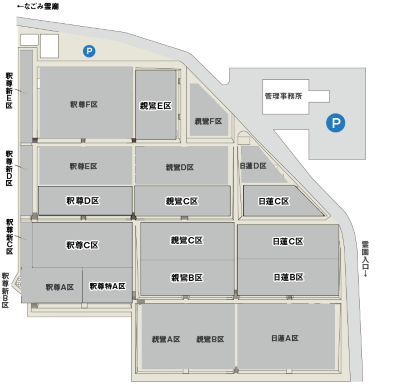 ←なごみ霊廟
P
釈尊新E区
釈尊F区
親鸞E区
親鸞F区
管理事務所
P
釈尊新D区
釈尊E区
親鸞D区
日蓮D区
釈尊D区
親鸞C区
日蓮C区
釈尊新C区
釈尊C区
親鸞C区
日蓮C区
霊園入口→
釈尊新B区
釈尊A区
釈尊特A区
親鸞B区
日蓮B区
親鸞A区
親鸞B区
日蓮A区